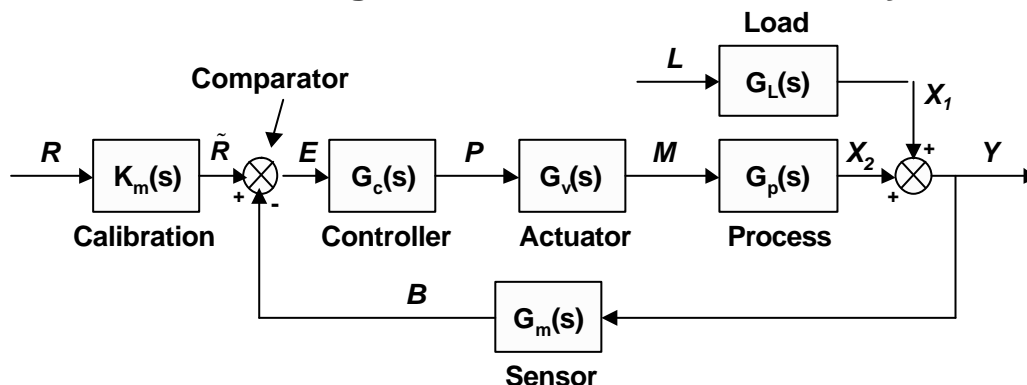 Load
L
G_L(s)
X_1
Comparator
R
K_m(s)
R̃
E
G_c(s)
P
G_v(s)
M
G_p(s)
X_2
Y
+
+
+
-
Calibration
Controller
Actuator
Process
B
G_m(s)
Sensor